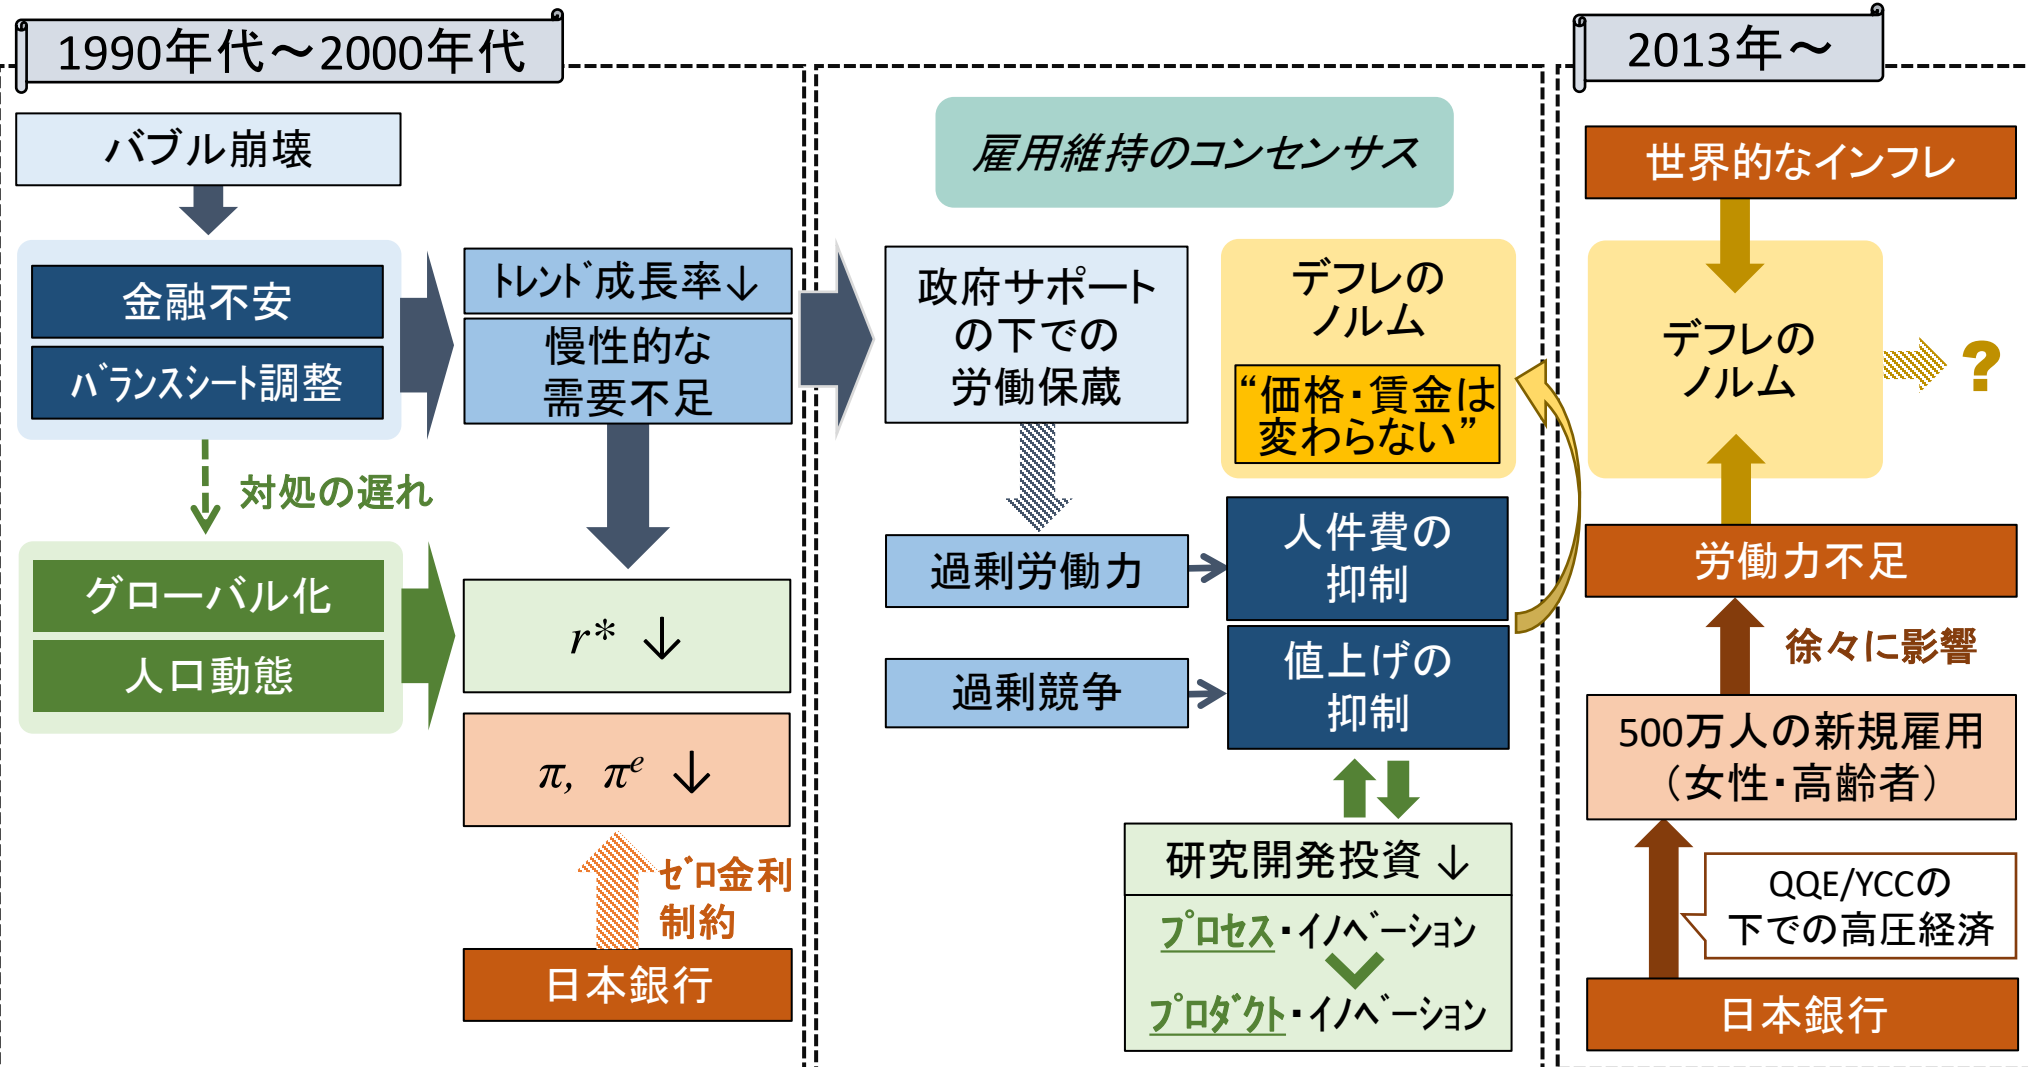 1990年代～2000年代
バブル崩壊
金融不安
バランスシート調整
対処の遅れ
グローバル化
人口動態
トレンド成長率↓
慢性的な
需要不足
r* ↓
π, πe ↓
ゼロ金利
制約
日本銀行
雇用維持のコンセンサス
政府サポート
の下での
労働保蔵
過剰労働力
過剰競争
デフレの
ノルム
“価格・賃金は
変わらない”
人件費の
抑制
値上げの
抑制
研究開発投資 ↓
プロセス・イノベーション
プロダクト・イノベーション
2013年～
世界的なインフレ
デフレの
ノルム
?
労働力不足
徐々に影響
500万人の新規雇用
（女性・高齢者）
QQE/YCCの
下での高圧経済
日本銀行